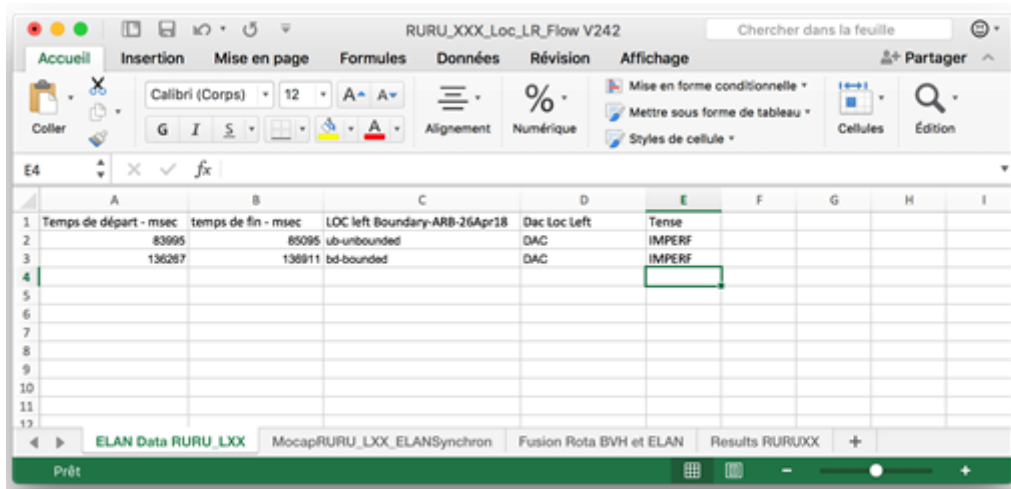 RURU_XXX_Loc_LR_Flow V242
Chercher dans la feuille
Accueil Insertion Mise en page Formules Données Révision Affichage Partager
Calibri (Corps) 12 A A
Coller G I S A Alignement % Numérique
Mise en forme conditionnelle
Mettre sous forme de tableau
Styles de cellule
Cellules Édition
E4 fx
A B C D E F G H I
1 Temps de départ - msec temps de fin - msec LOC left Boundary-ARB-26Apr18 Dac Loc Left Tense
2 83995 85095 ub-unbounded DAC IMPERF
3 136267 136911 bd-bounded DAC IMPERF
4
5
6
7
8
9
10
11
12
ELAN Data RURU_LXX MocapRURU_LXX_ELANSynchron Fusion Rota BVH et ELAN Results RURUXX +
Prêt